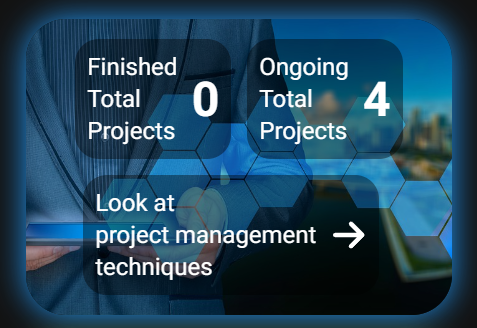 Finished
Total
Projects
0
Ongoing
Total
Projects
4
Look at
project management
techniques